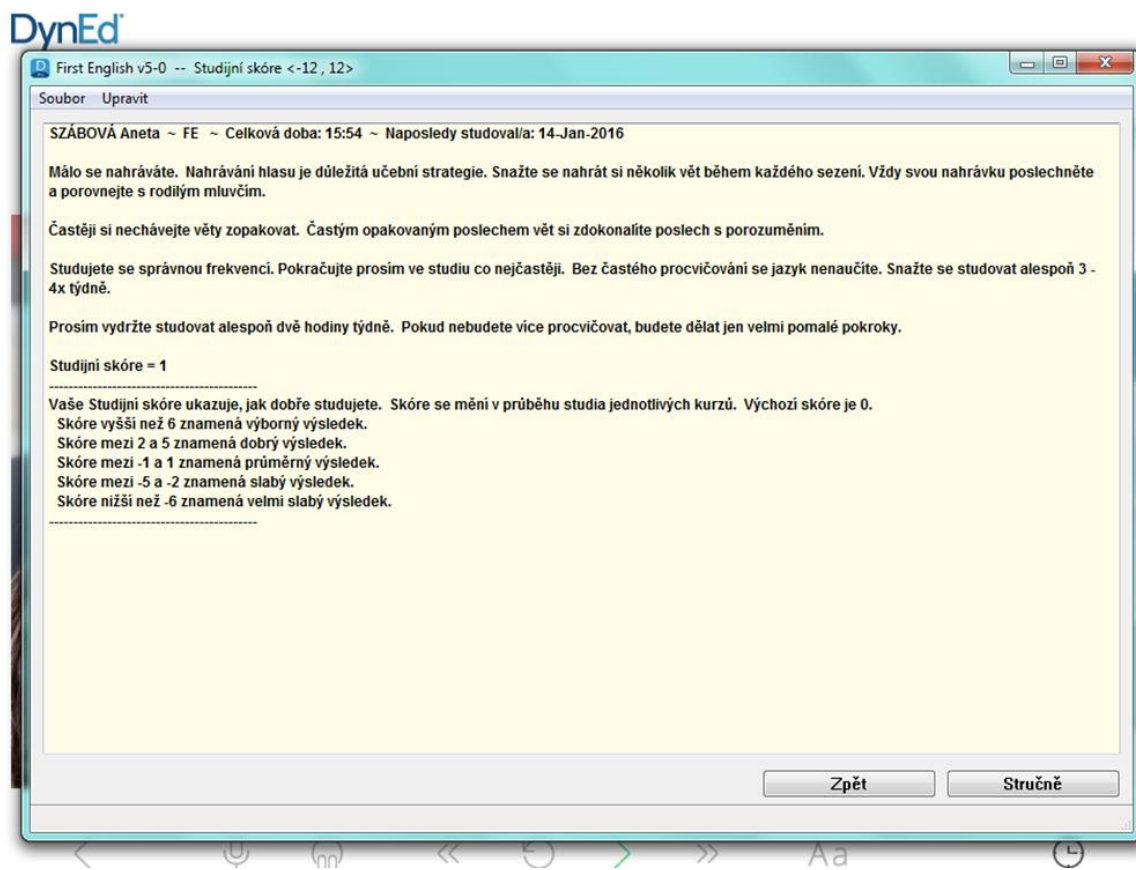 DynEd
First English v5-0 -- Studijní skóre <-12 , 12>
Soubor Upravit
SZÁBOVÁ Aneta ~ FE ~ Celková doba: 15:54 ~ Naposledy studoval/a: 14-Jan-2016
Málo se nahráváte. Nahrávání hlasu je důležitá učební strategie. Snažte se nahrát si několik vět během každého sezení. Vždy svou nahrávku poslechněte
a porovnejte s rodilým mluvčím.
Častěji si nechávejte věty zopakovat. Častým opakovaným poslechem vět si zdokonalíte poslech s porozuměním.
Studujete se správnou frekvencí. Pokračujte prosím ve studiu co nejčastěji. Bez častého procvičování se jazyk nenaučíte. Snažte se studovat alespoň 3 -
4x týdně.
Prosím vydržte studovat alespoň dvě hodiny týdně. Pokud nebudete více procvičovat, budete dělat jen velmi pomalé pokroky.
Studijní skóre = 1
-------------------------------------------
Vaše Studijní skóre ukazuje, jak dobře studujete. Skóre se mění v průběhu studia jednotlivých kurzů. Výchozí skóre je 0.
Skóre vyšší než 6 znamená výborný výsledek.
Skóre mezi 2 a 5 znamená dobrý výsledek.
Skóre mezi -1 a 1 znamená průměrný výsledek.
Skóre mezi -5 a -2 znamená slabý výsledek.
Skóre nižší než -6 znamená velmi slabý výsledek.
-------------------------------------------
Zpět Stručně
Aa